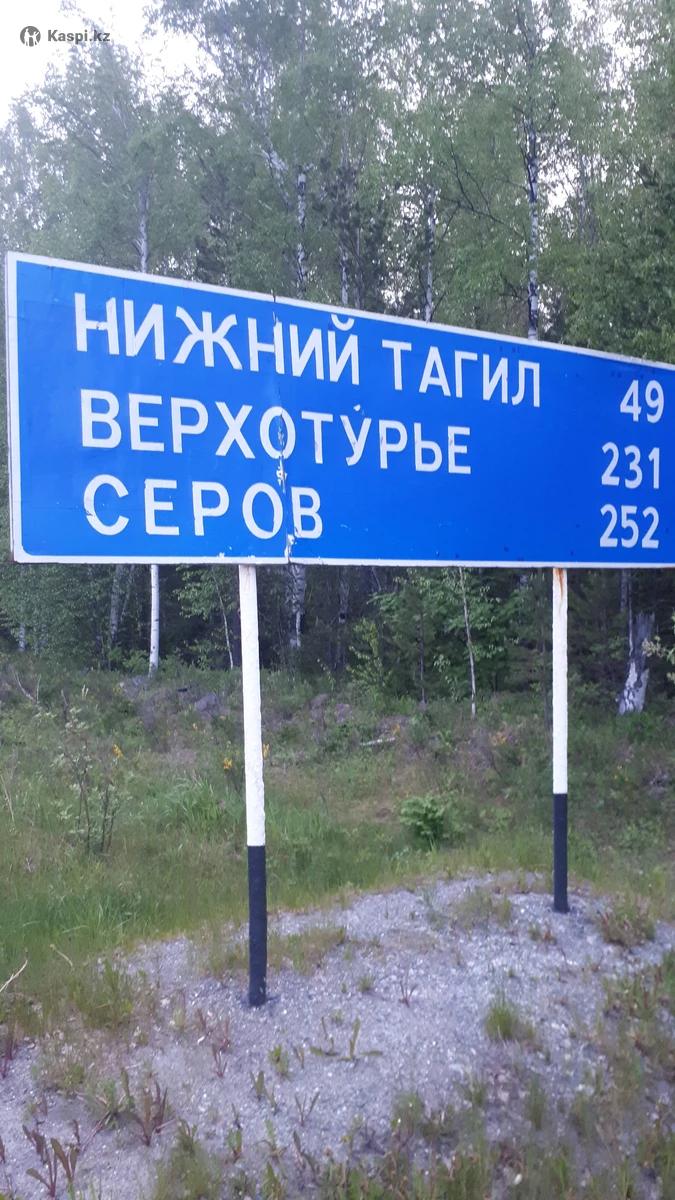 Kaspi.kz
НИЖНИЙ ТАГИЛ 49
ВЕРХОТУРЬЕ 231
СЕРОВ 252